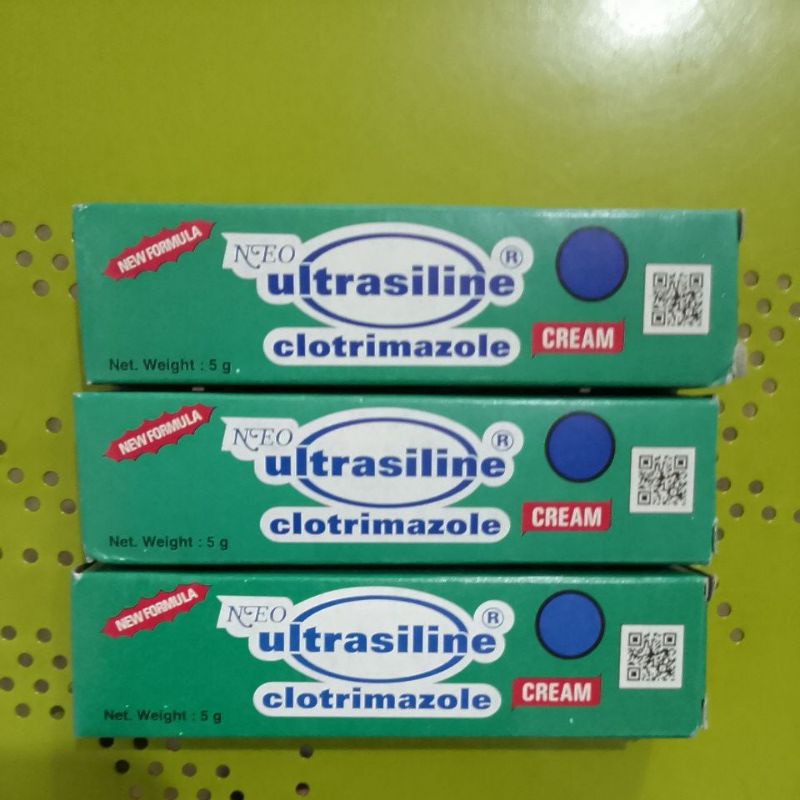 NEW FORMULA
NEO
ultrasiline ®
clotrimazole
CREAM
Net. Weight : 5 g
NEW FORMULA
NEO
ultrasiline ®
clotrimazole
CREAM
Net. Weight : 5 g
NEW FORMULA
NEO
ultrasiline ®
clotrimazole
CREAM
Net. Weight : 5 g